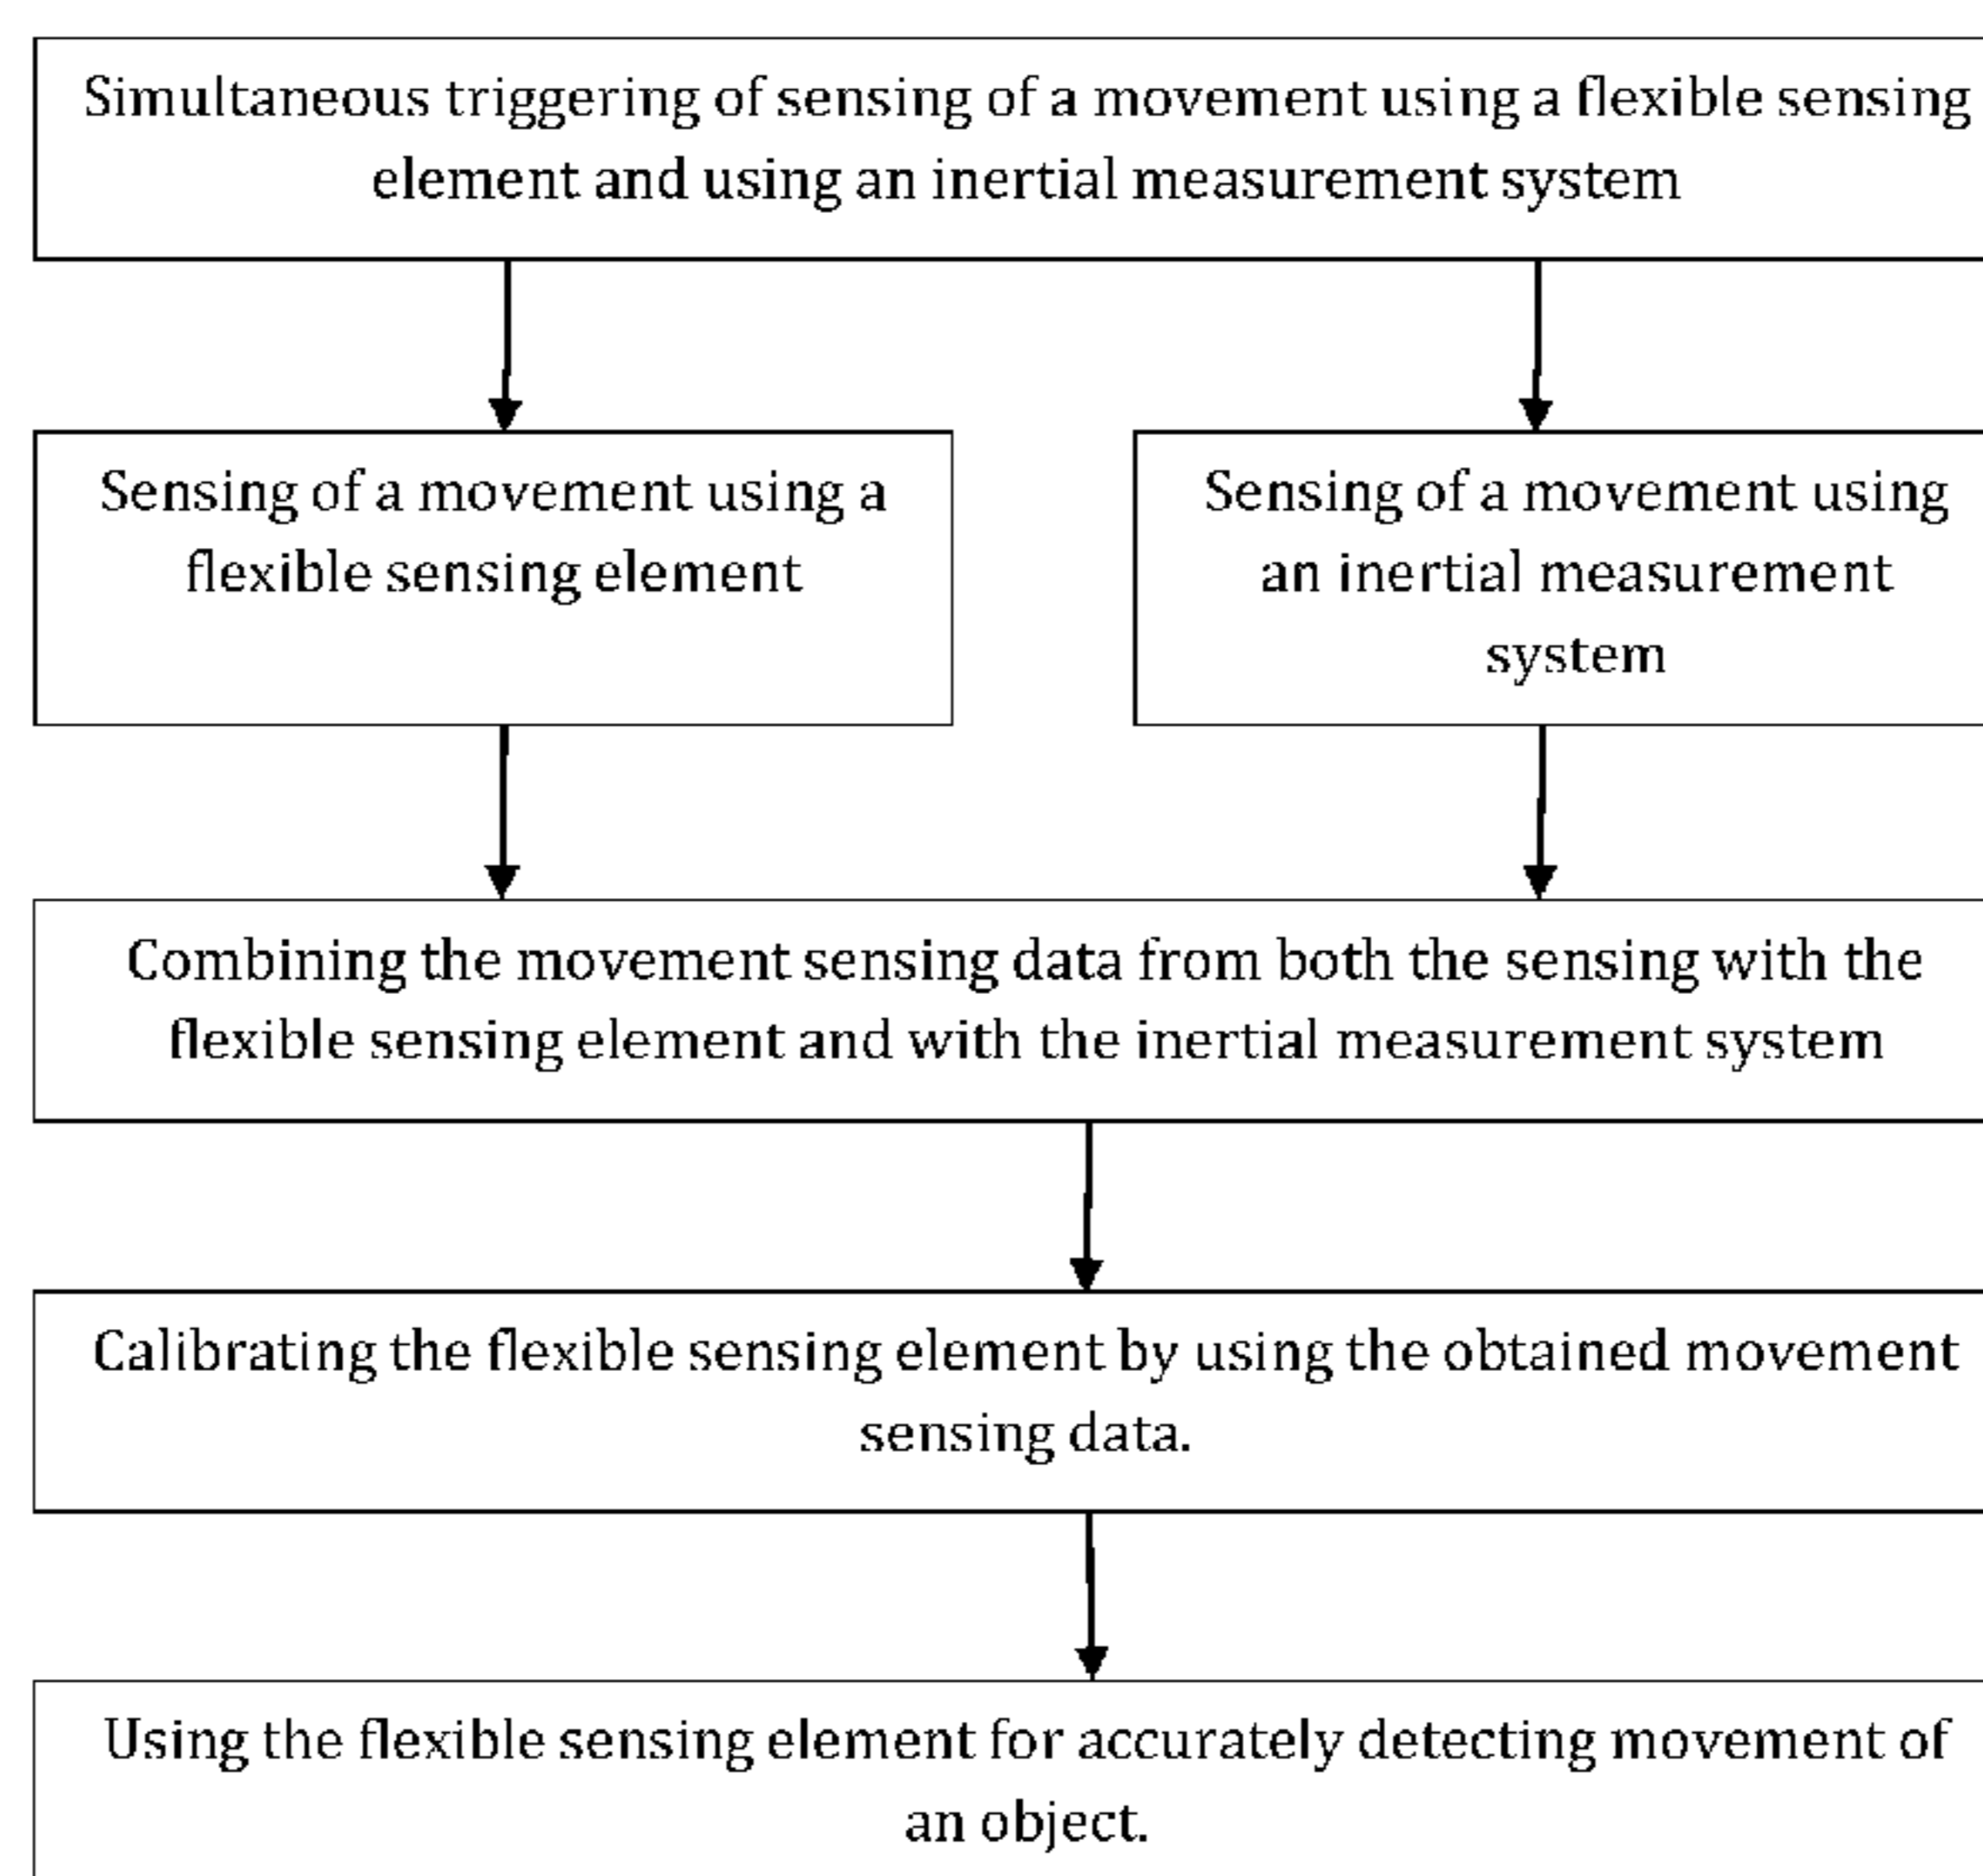 Simultaneous triggering of sensing of a movement using a flexible sensing
element and using an inertial measurement system
Sensing of a movement using a
flexible sensing element
Sensing of a movement using
an inertial measurement
system
Combining the movement sensing data from both the sensing with the
flexible sensing element and with the inertial measurement system
Calibrating the flexible sensing element by using the obtained movement
sensing data.
Using the flexible sensing element for accurately detecting movement of
an object.